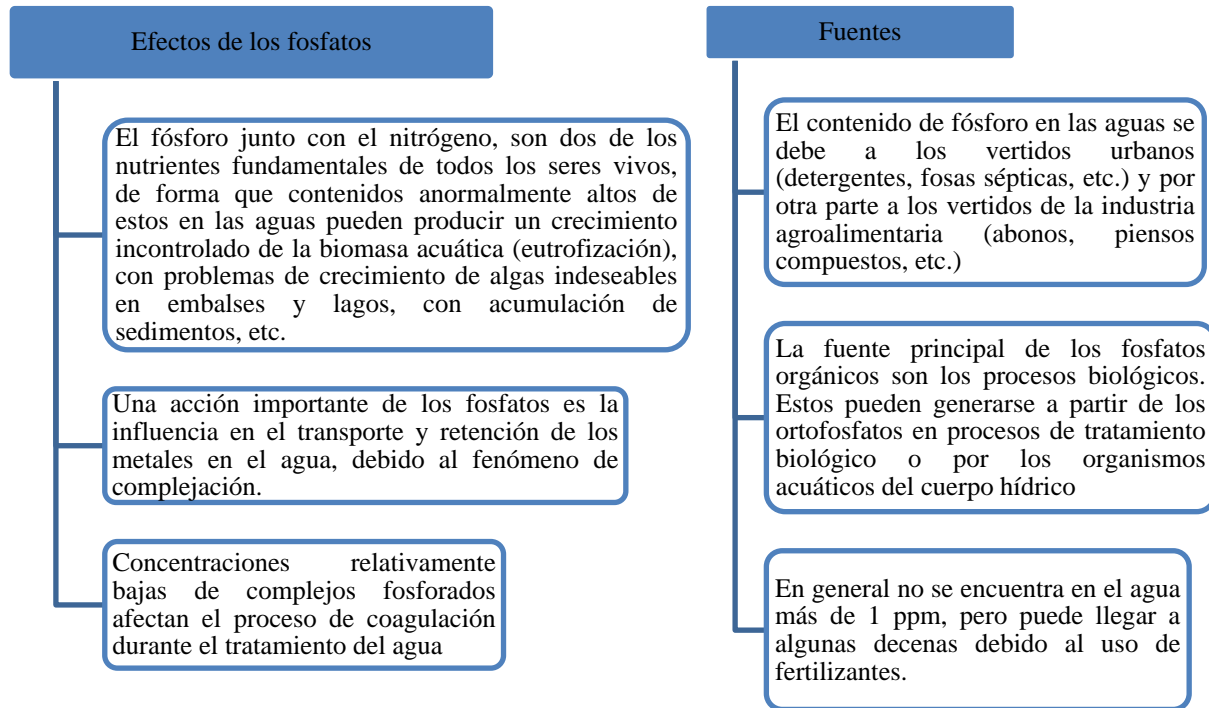 Efectos de los fosfatos
El fósforo junto con el nitrógeno, son dos de los
nutrientes fundamentales de todos los seres vivos,
de forma que contenidos anormalmente altos de
estos en las aguas pueden producir un crecimiento
incontrolado de la biomasa acuática (eutrofización),
con problemas de crecimiento de algas indeseables
en embalses y lagos, con acumulación de
sedimentos, etc.
Una acción importante de los fosfatos es la
influencia en el transporte y retención de los
metales en el agua, debido al fenómeno de
complejación.
Concentraciones relativamente
bajas de complejos fosforados
afectan el proceso de coagulación
durante el tratamiento del agua
Fuentes
El contenido de fósforo en las aguas se
debe a los vertidos urbanos
(detergentes, fosas sépticas, etc.) y por
otra parte a los vertidos de la industria
agroalimentaria (abonos, piensos
compuestos, etc.)
La fuente principal de los fosfatos
orgánicos son los procesos biológicos.
Estos pueden generarse a partir de los
ortofosfatos en procesos de tratamiento
biológico o por los organismos
acuáticos del cuerpo hídrico
En general no se encuentra en el agua
más de 1 ppm, pero puede llegar a
algunas decenas debido al uso de
fertilizantes.